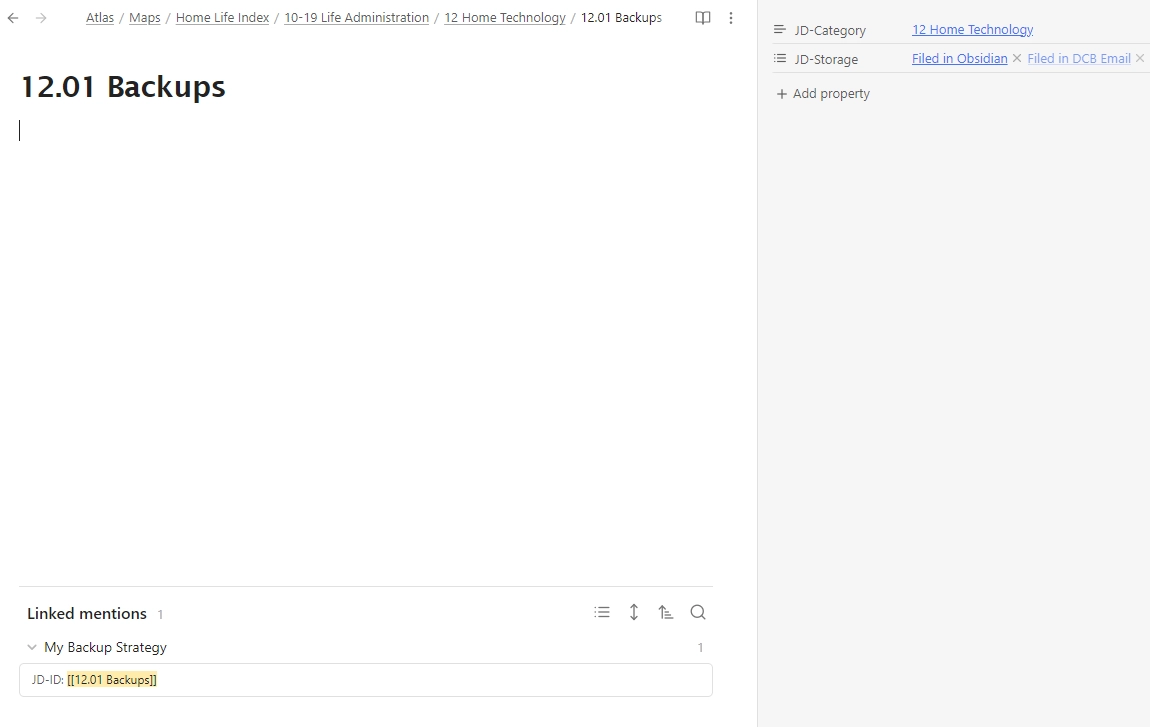 Atlas / Maps / Home Life Index / 10-19 Life Administration / 12 Home Technology / 12.01 Backups
12.01 Backups
Linked mentions 1
My Backup Strategy 1
JD-ID: [[12.01 Backups]]
JD-Category 12 Home Technology
JD-Storage Filed in Obsidian × Filed in DCB Email ×
+ Add property